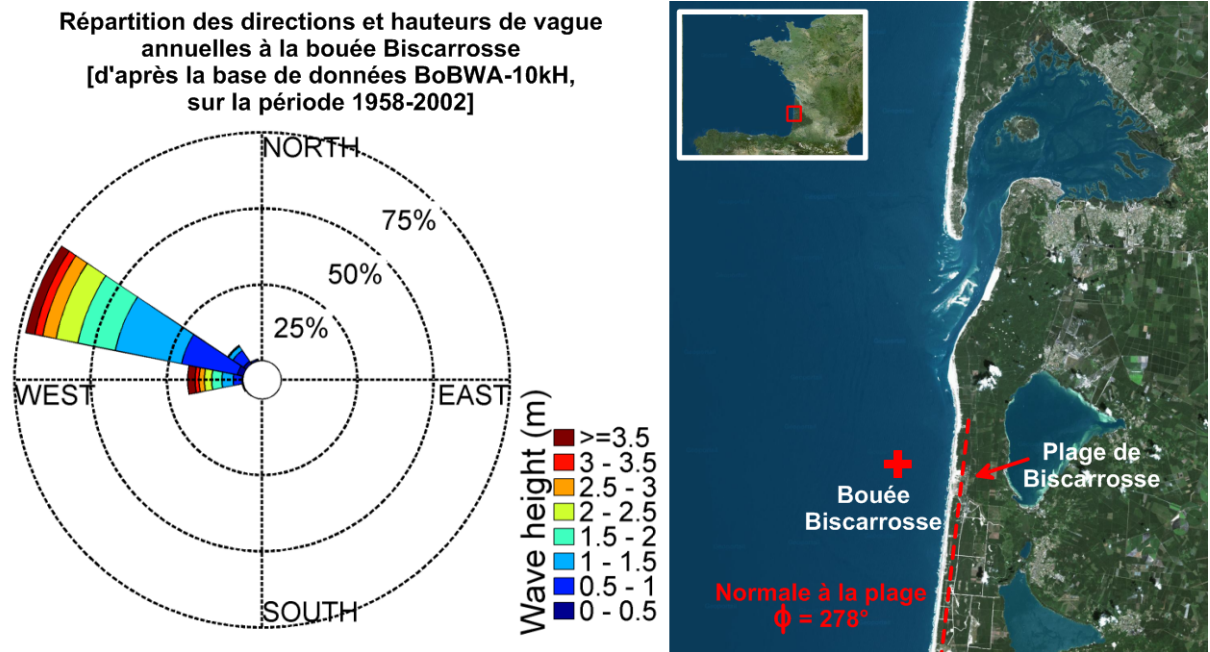 Répartition des directions et hauteurs de vague
annuelles à la bouée Biscarrosse
[d'après la base de données BoBWA-10kH,
sur la période 1958-2002]
NORTH
75%
50%
25%
WEST
EAST
SOUTH
Wave height (m)
>=3.5
3 - 3.5
2.5 - 3
2 - 2.5
1.5 - 2
1 - 1.5
0.5 - 1
0 - 0.5
Plage de
Biscarrosse
Bouée
Biscarrosse
Normale à la plage
ϕ = 278°